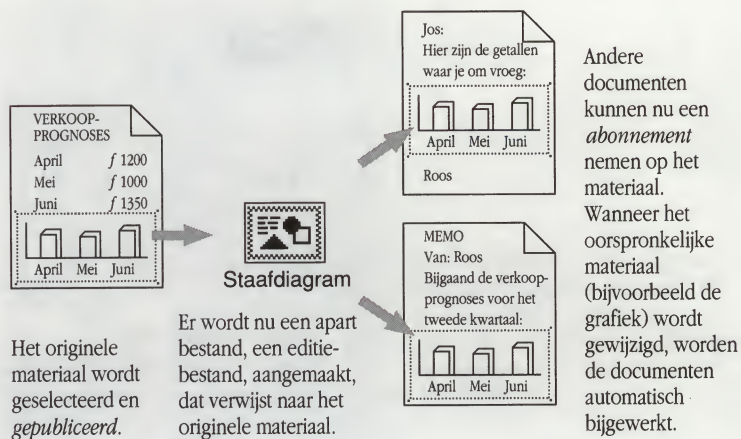 VERKOOP-
PROGNOSES
April f 1200
Mei f 1000
Juni f 1350
April Mei Juni
Het originele
materiaal wordt
geselecteerd en
gepubliceerd.
Staafdiagram
Er wordt nu een apart
bestand, een editie-
bestand, aangemaakt,
dat verwijst naar het
originele materiaal.
Jos:
Hier zijn de getallen
waar je om vroeg:
April Mei Juni
Roos
MEMO
Van: Roos
Bijgaand de verkoop-
prognoses voor het
tweede kwartaal:
April Mei Juni
Andere
documenten
kunnen nu een
abonnement
nemen op het
materiaal.
Wanneer het
oorspronkelijke
materiaal
(bijvoorbeeld de
grafiek) wordt
gewijzigd, worden
de documenten
automatisch
bijgewerkt.